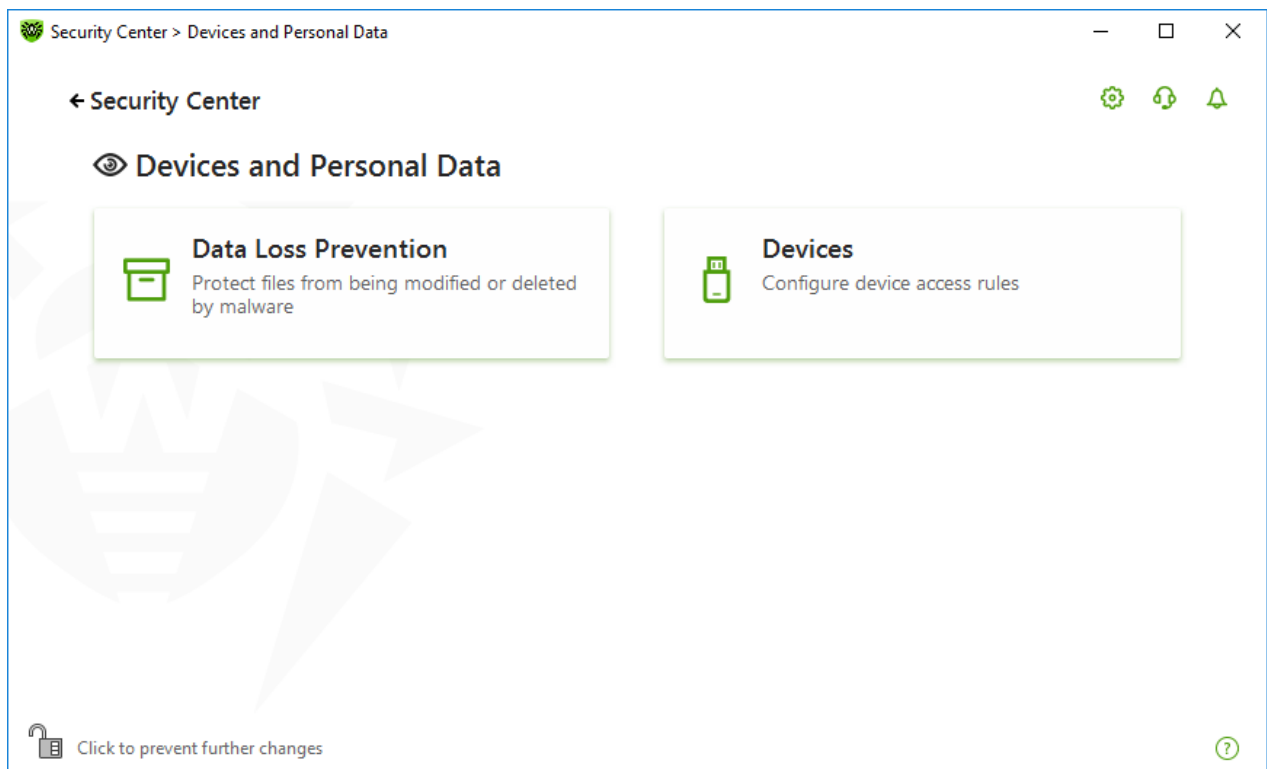 Security Center > Devices and Personal Data
Security Center
Devices and Personal Data
Data Loss Prevention
Protect files from being modified or deleted
by malware
Devices
Configure device access rules
Click to prevent further changes
?